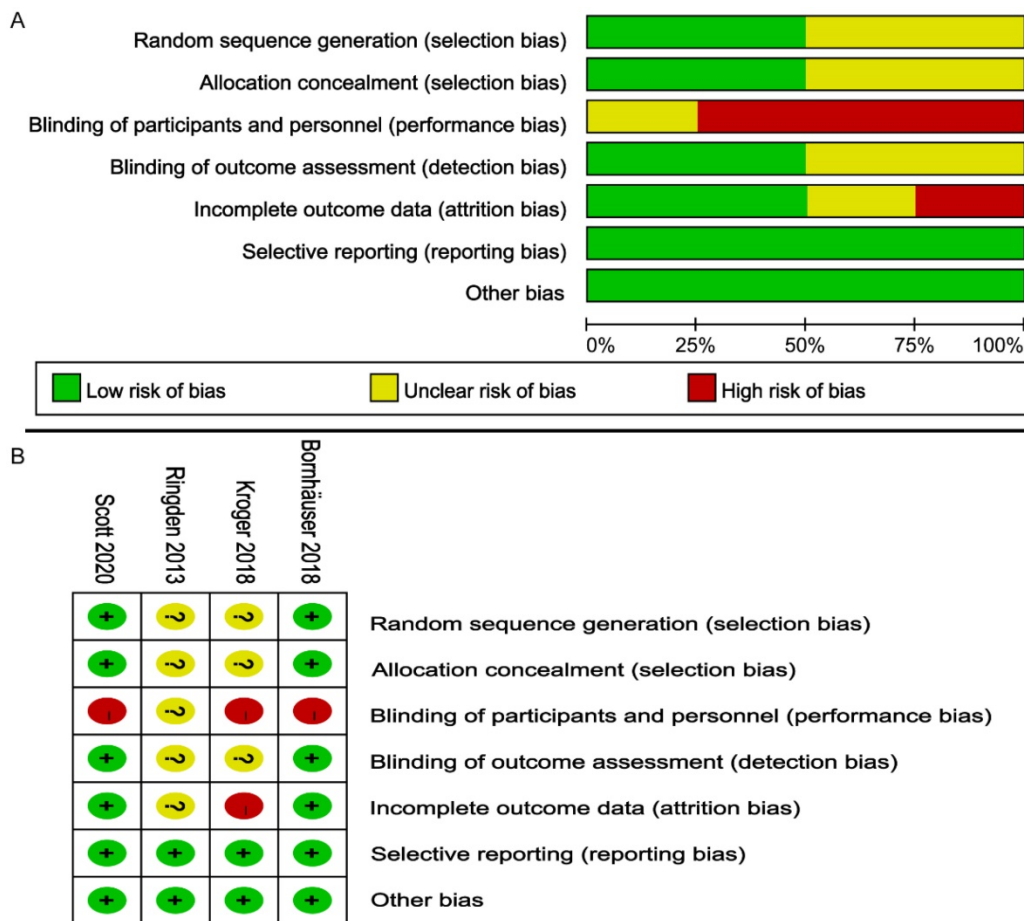 A
Random sequence generation (selection bias)
Allocation concealment (selection bias)
Blinding of participants and personnel (performance bias)
Blinding of outcome assessment (detection bias)
Incomplete outcome data (attrition bias)
Selective reporting (reporting bias)
Other bias
0% 25% 50% 75% 100%
Low risk of bias Unclear risk of bias High risk of bias
B
Scott 2020 Ringden 2013 Kroger 2018 Bornhäuser 2018
+ ? ? + Random sequence generation (selection bias)
+ ? ? + Allocation concealment (selection bias)
– ? – – Blinding of participants and personnel (performance bias)
+ ? ? + Blinding of outcome assessment (detection bias)
+ ? – + Incomplete outcome data (attrition bias)
+ + + + Selective reporting (reporting bias)
+ + + + Other bias